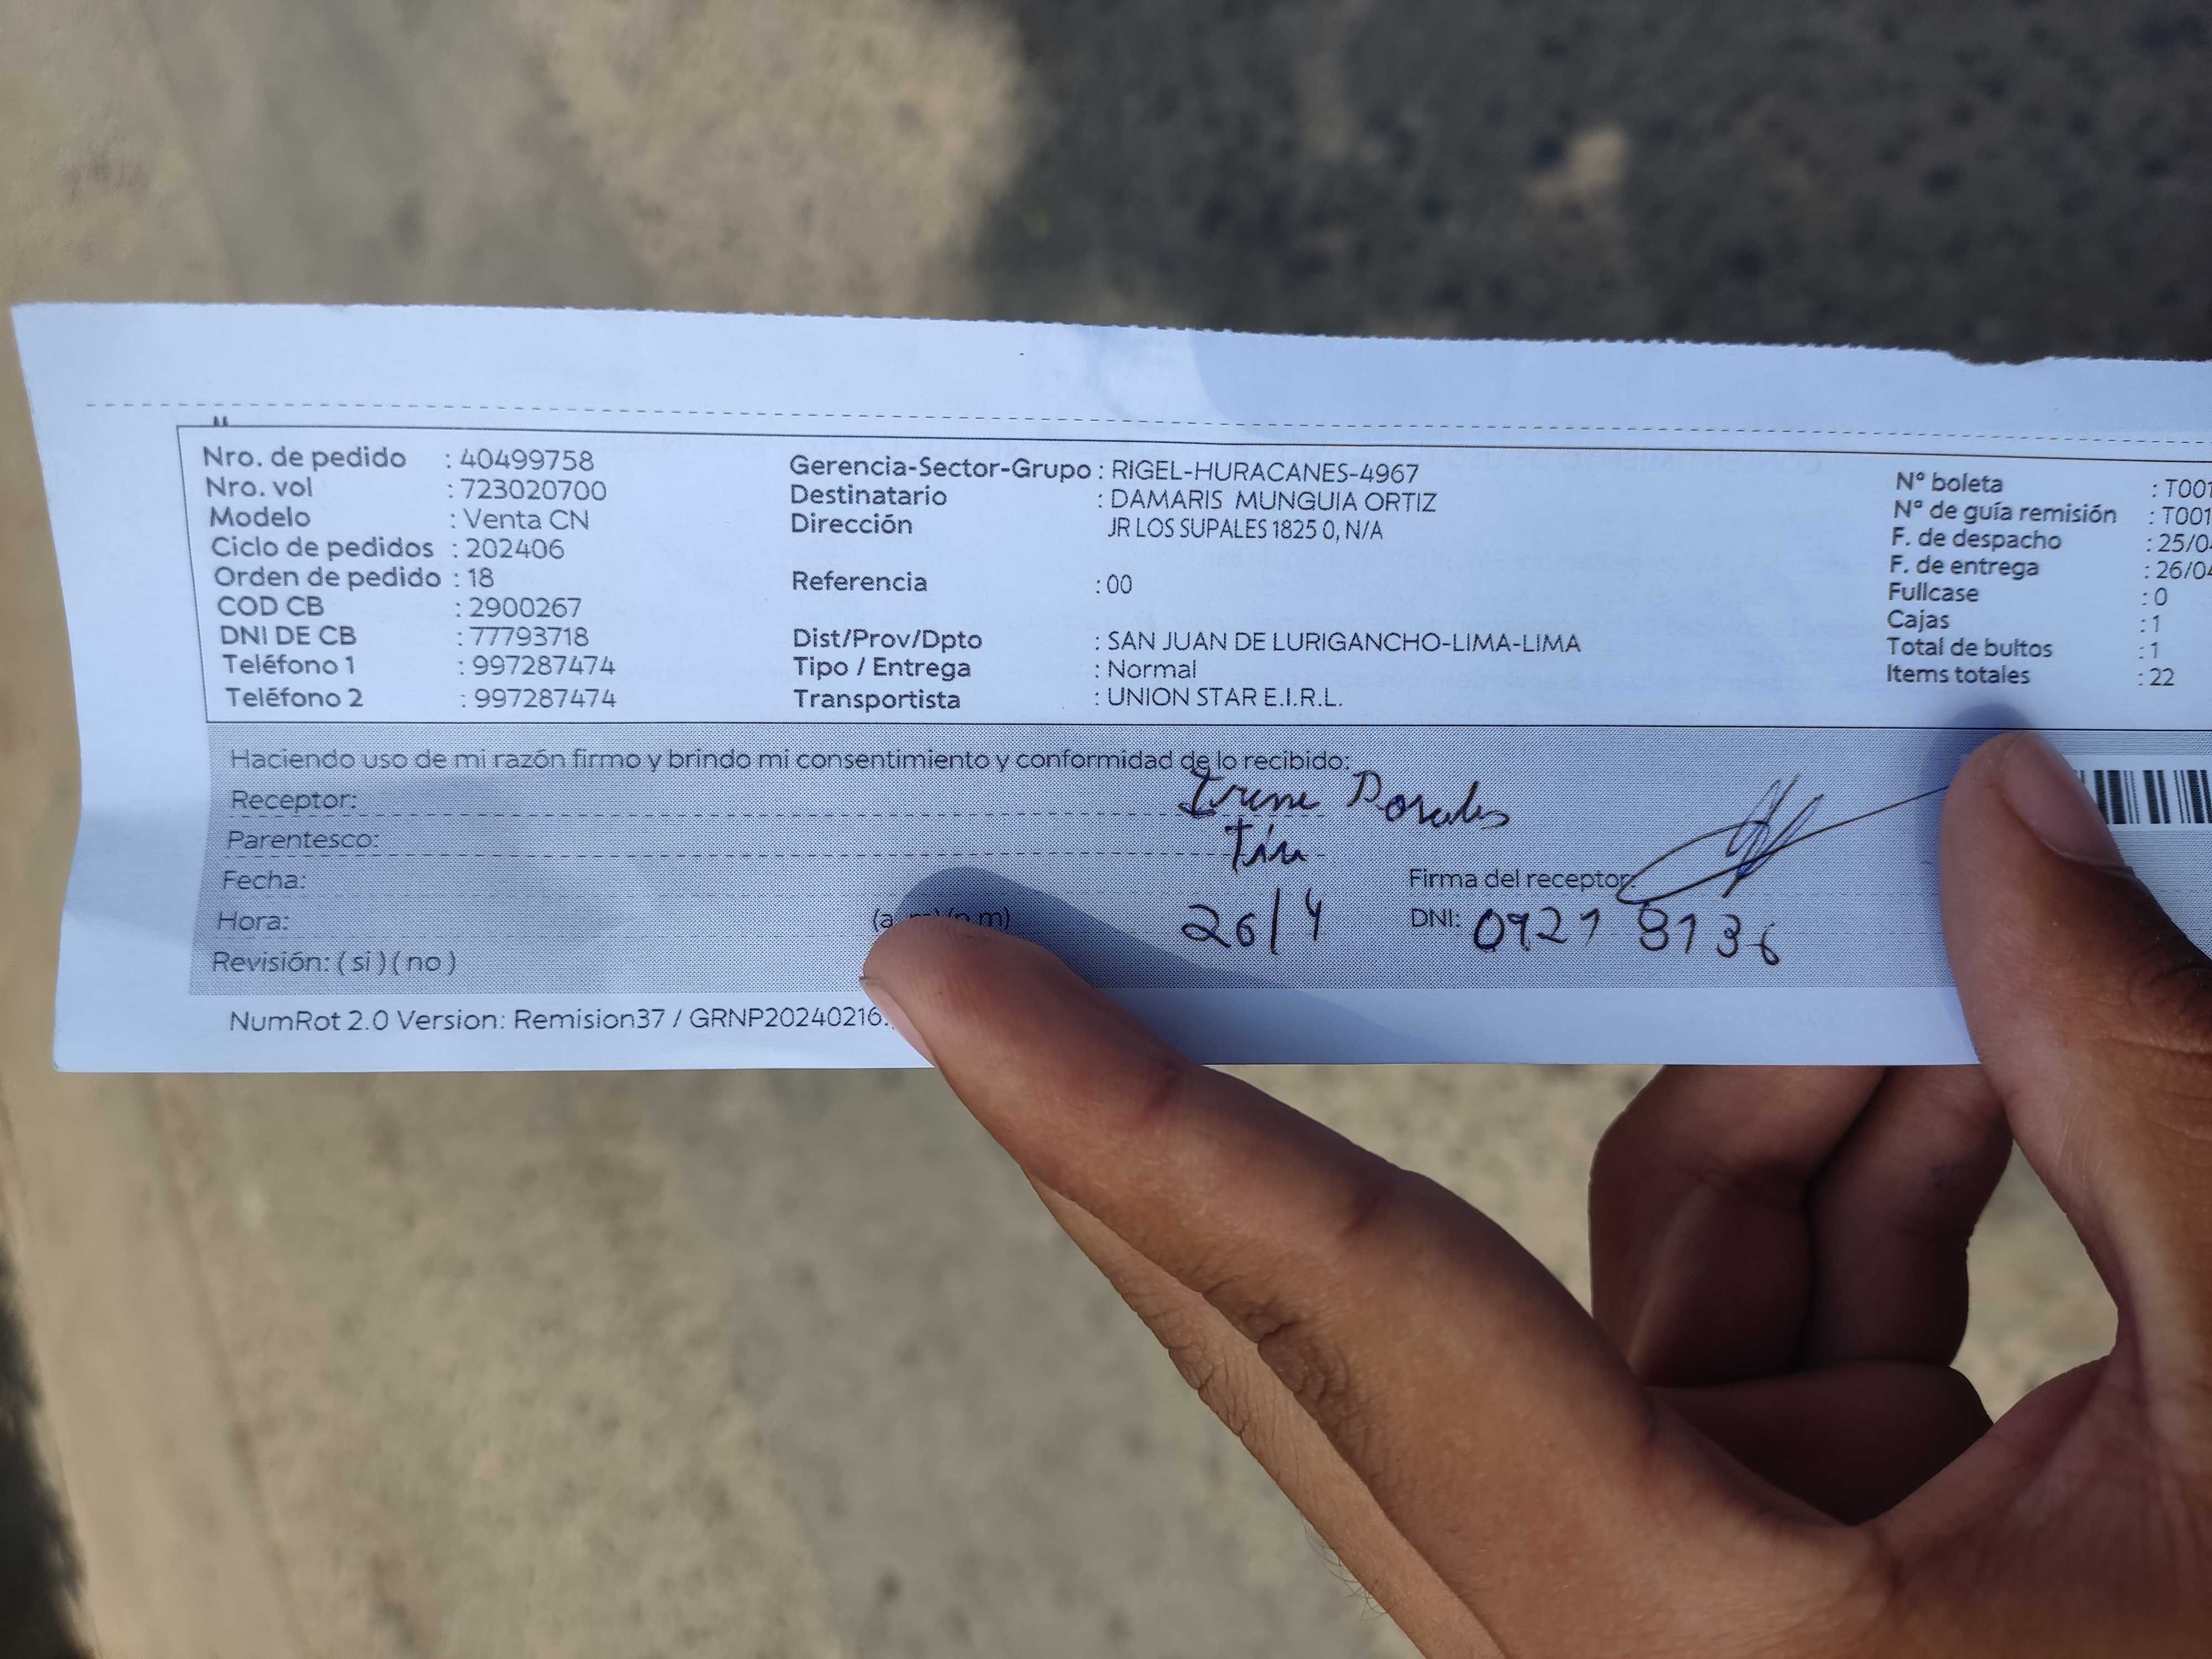 Nro. de pedido : 40499758
Nro. vol : 723020700
Modelo : Venta CN
Ciclo de pedidos : 202406
Orden de pedido : 18
COD CB : 2900267
DNI DE CB : 77793718
Teléfono 1 : 997287474
Teléfono 2 : 997287474
Gerencia-Sector-Grupo : RIGEL-HURACANES-4967
Destinatario : DAMARIS MUNGUIA ORTIZ
Dirección JR LOS SUPALES 1825 0, N/A
Referencia : 00
Dist/Prov/Dpto : SAN JUAN DE LURIGANCHO-LIMA-LIMA
Tipo / Entrega : Normal
Transportista : UNION STAR E.I.R.L.
N° boleta : T001
N° de guía remisión : T001
F. de despacho : 25/04
F. de entrega : 26/04
Fullcase : 0
Cajas : 1
Total de bultos : 1
Items totales : 22
Haciendo uso de mi razón firmo y brindo mi consentimiento y conformidad de lo recibido:
Receptor: Irene
Parentesco:
Fecha:
Hora: 26/4
Revisión: ( si ) ( no )
Firma del receptor:
DNI:
NumRot 2.0 Version: Remision37 / GRNP20240216.